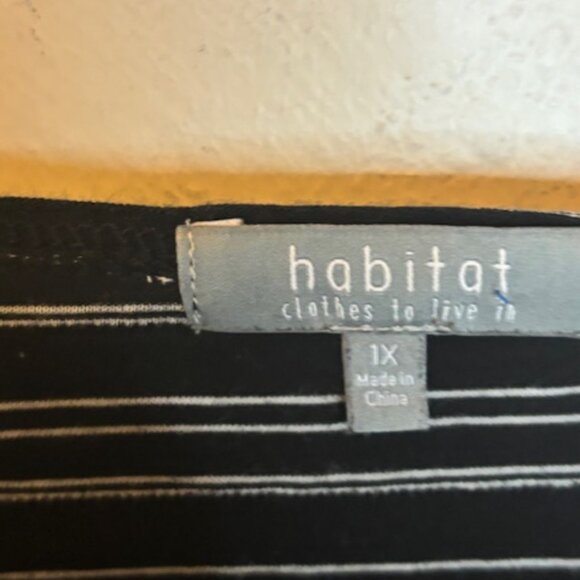 habitat
clothes to live in
1X
Made in
China